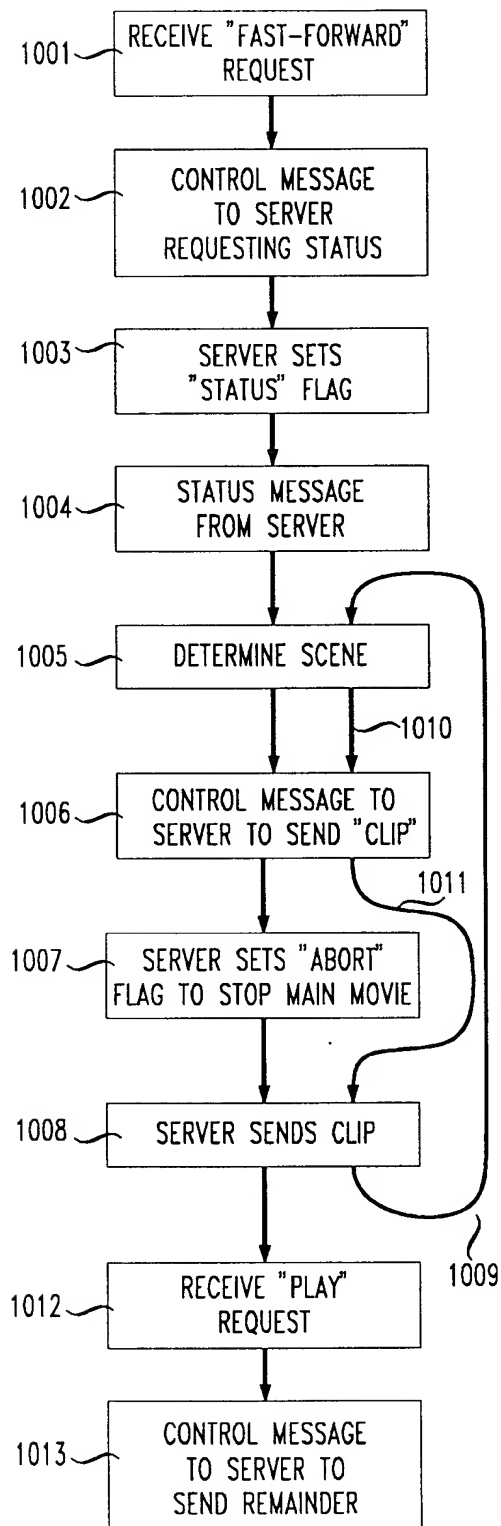 RECEIVE "FAST-FORWARD"
REQUEST
1001
CONTROL MESSAGE
TO SERVER
REQUESTING STATUS
1002
SERVER SETS
"STATUS" FLAG
1003
STATUS MESSAGE
FROM SERVER
1004
DETERMINE SCENE
1005
1010
CONTROL MESSAGE TO
SERVER TO SEND "CLIP"
1006
1011
SERVER SETS "ABORT"
FLAG TO STOP MAIN MOVIE
1007
SERVER SENDS CLIP
1008
1009
RECEIVE "PLAY"
REQUEST
1012
CONTROL MESSAGE
TO SERVER TO
SEND REMAINDER
1013